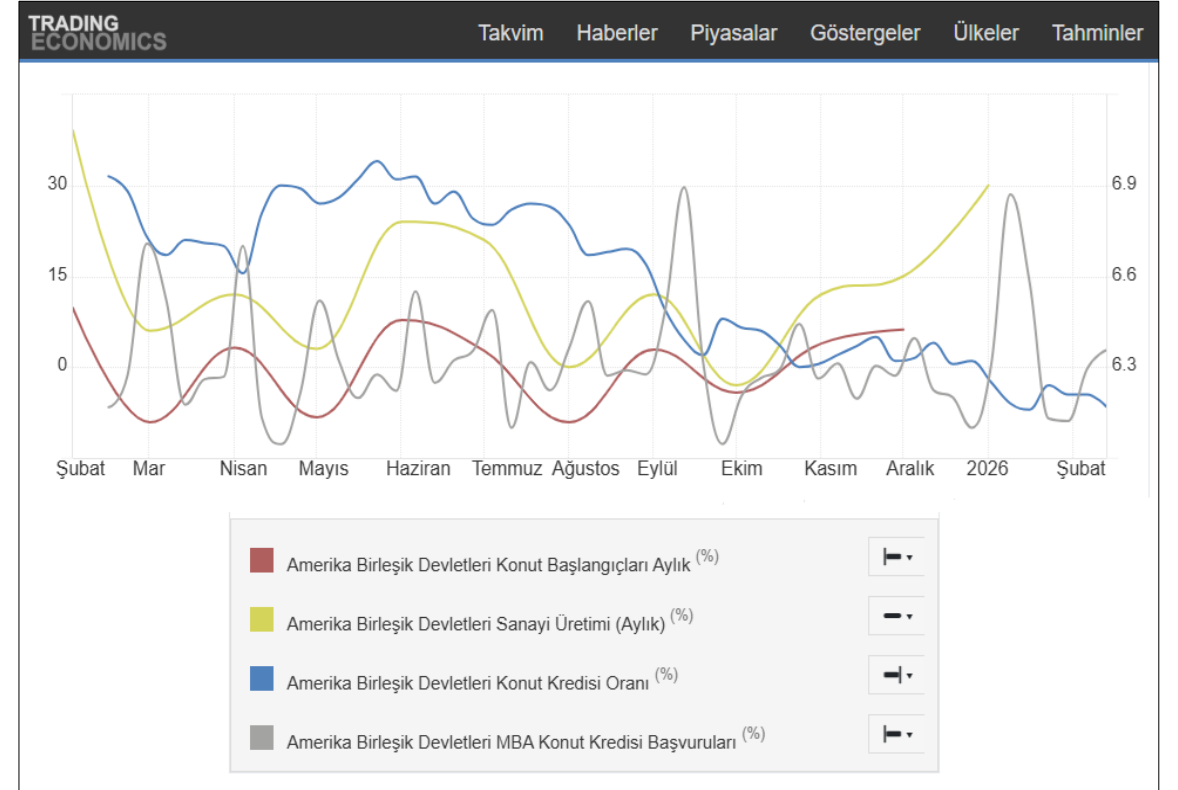 TRADING
ECONOMICS
Takvim Haberler Piyasalar Göstergeler Ülkeler Tahminler
30
15
0
6.9
6.6
6.3
Şubat Mar Nisan Mayıs Haziran Temmuz Ağustos Eylül Ekim Kasım Aralık 2026 Şubat
Amerika Birleşik Devletleri Konut Başlangıçları Aylık (%)
Amerika Birleşik Devletleri Sanayi Üretimi (Aylık) (%)
Amerika Birleşik Devletleri Konut Kredisi Oranı (%)
Amerika Birleşik Devletleri MBA Konut Kredisi Başvuruları (%)